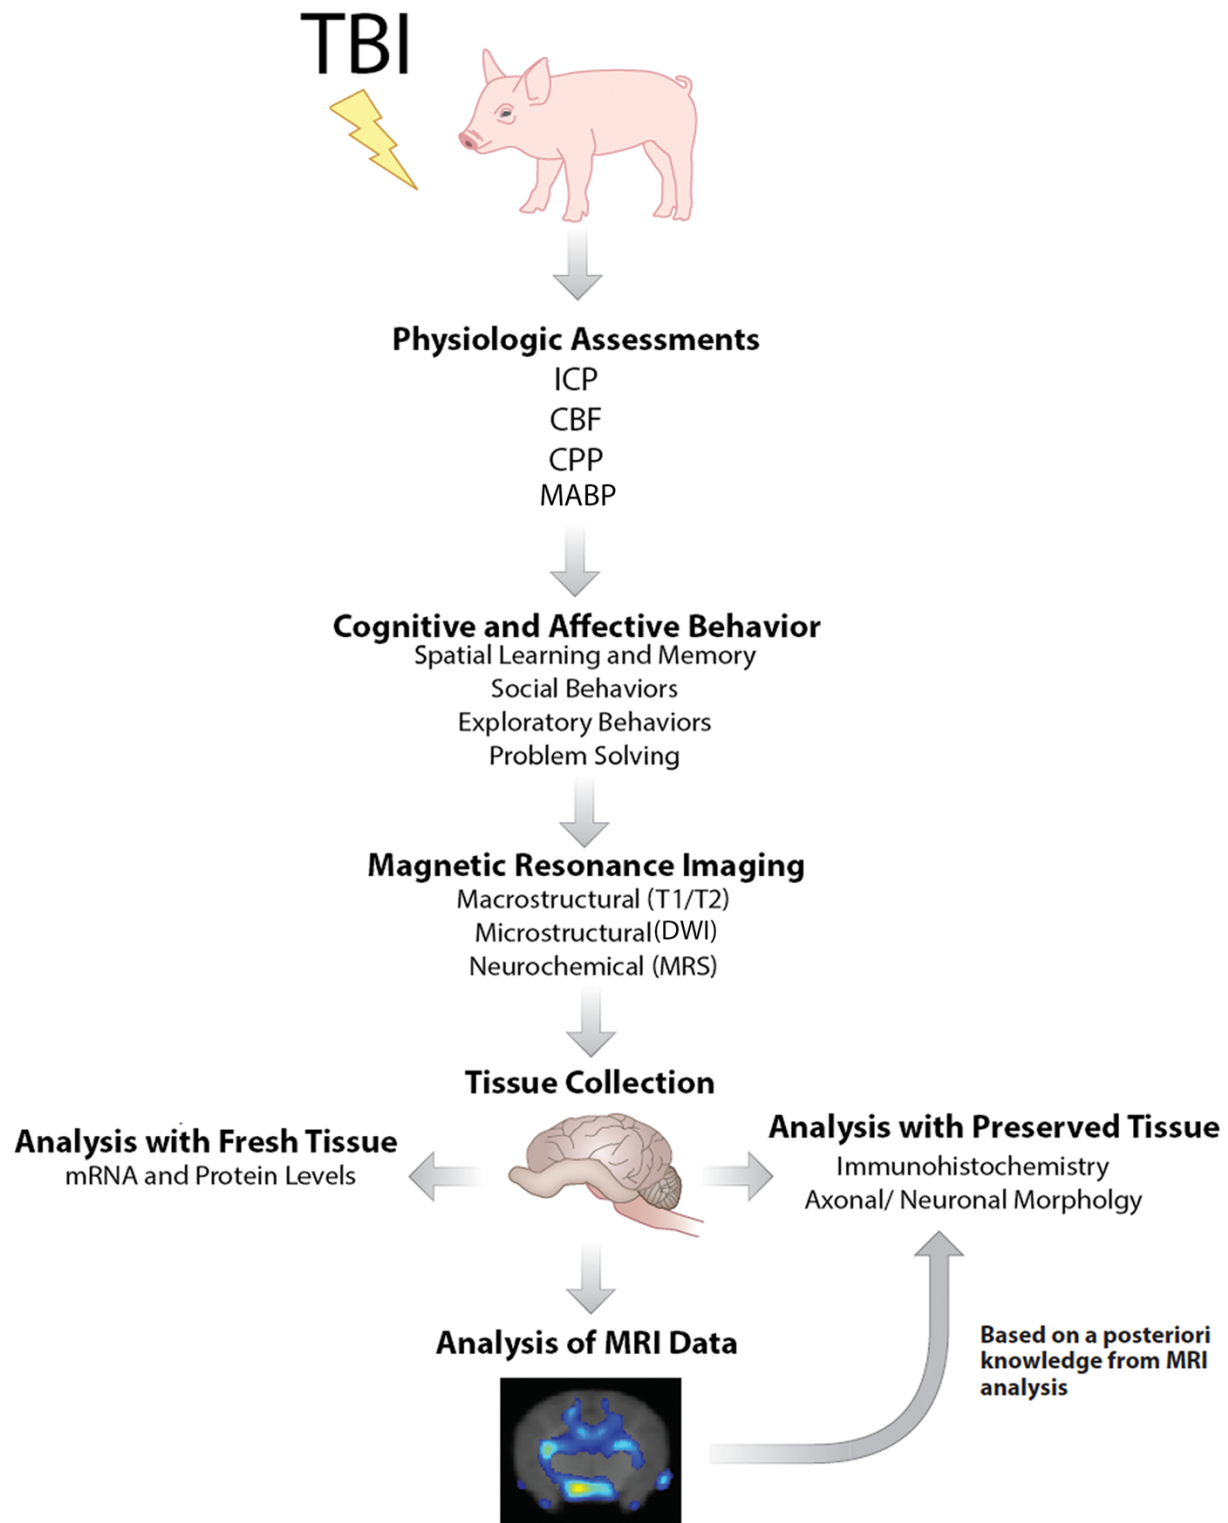 TBI
Physiologic Assessments
ICP
CBF
CPP
MABP
Cognitive and Affective Behavior
Spatial Learning and Memory
Social Behaviors
Exploratory Behaviors
Problem Solving
Magnetic Resonance Imaging
Macrostructural (T1/T2)
Microstructural(DWI)
Neurochemical (MRS)
Tissue Collection
Analysis with Fresh Tissue
mRNA and Protein Levels
Analysis with Preserved Tissue
Immunohistochemistry
Axonal/ Neuronal Morpholgy
Analysis of MRI Data
Based on a posteriori
knowledge from MRI
analysis